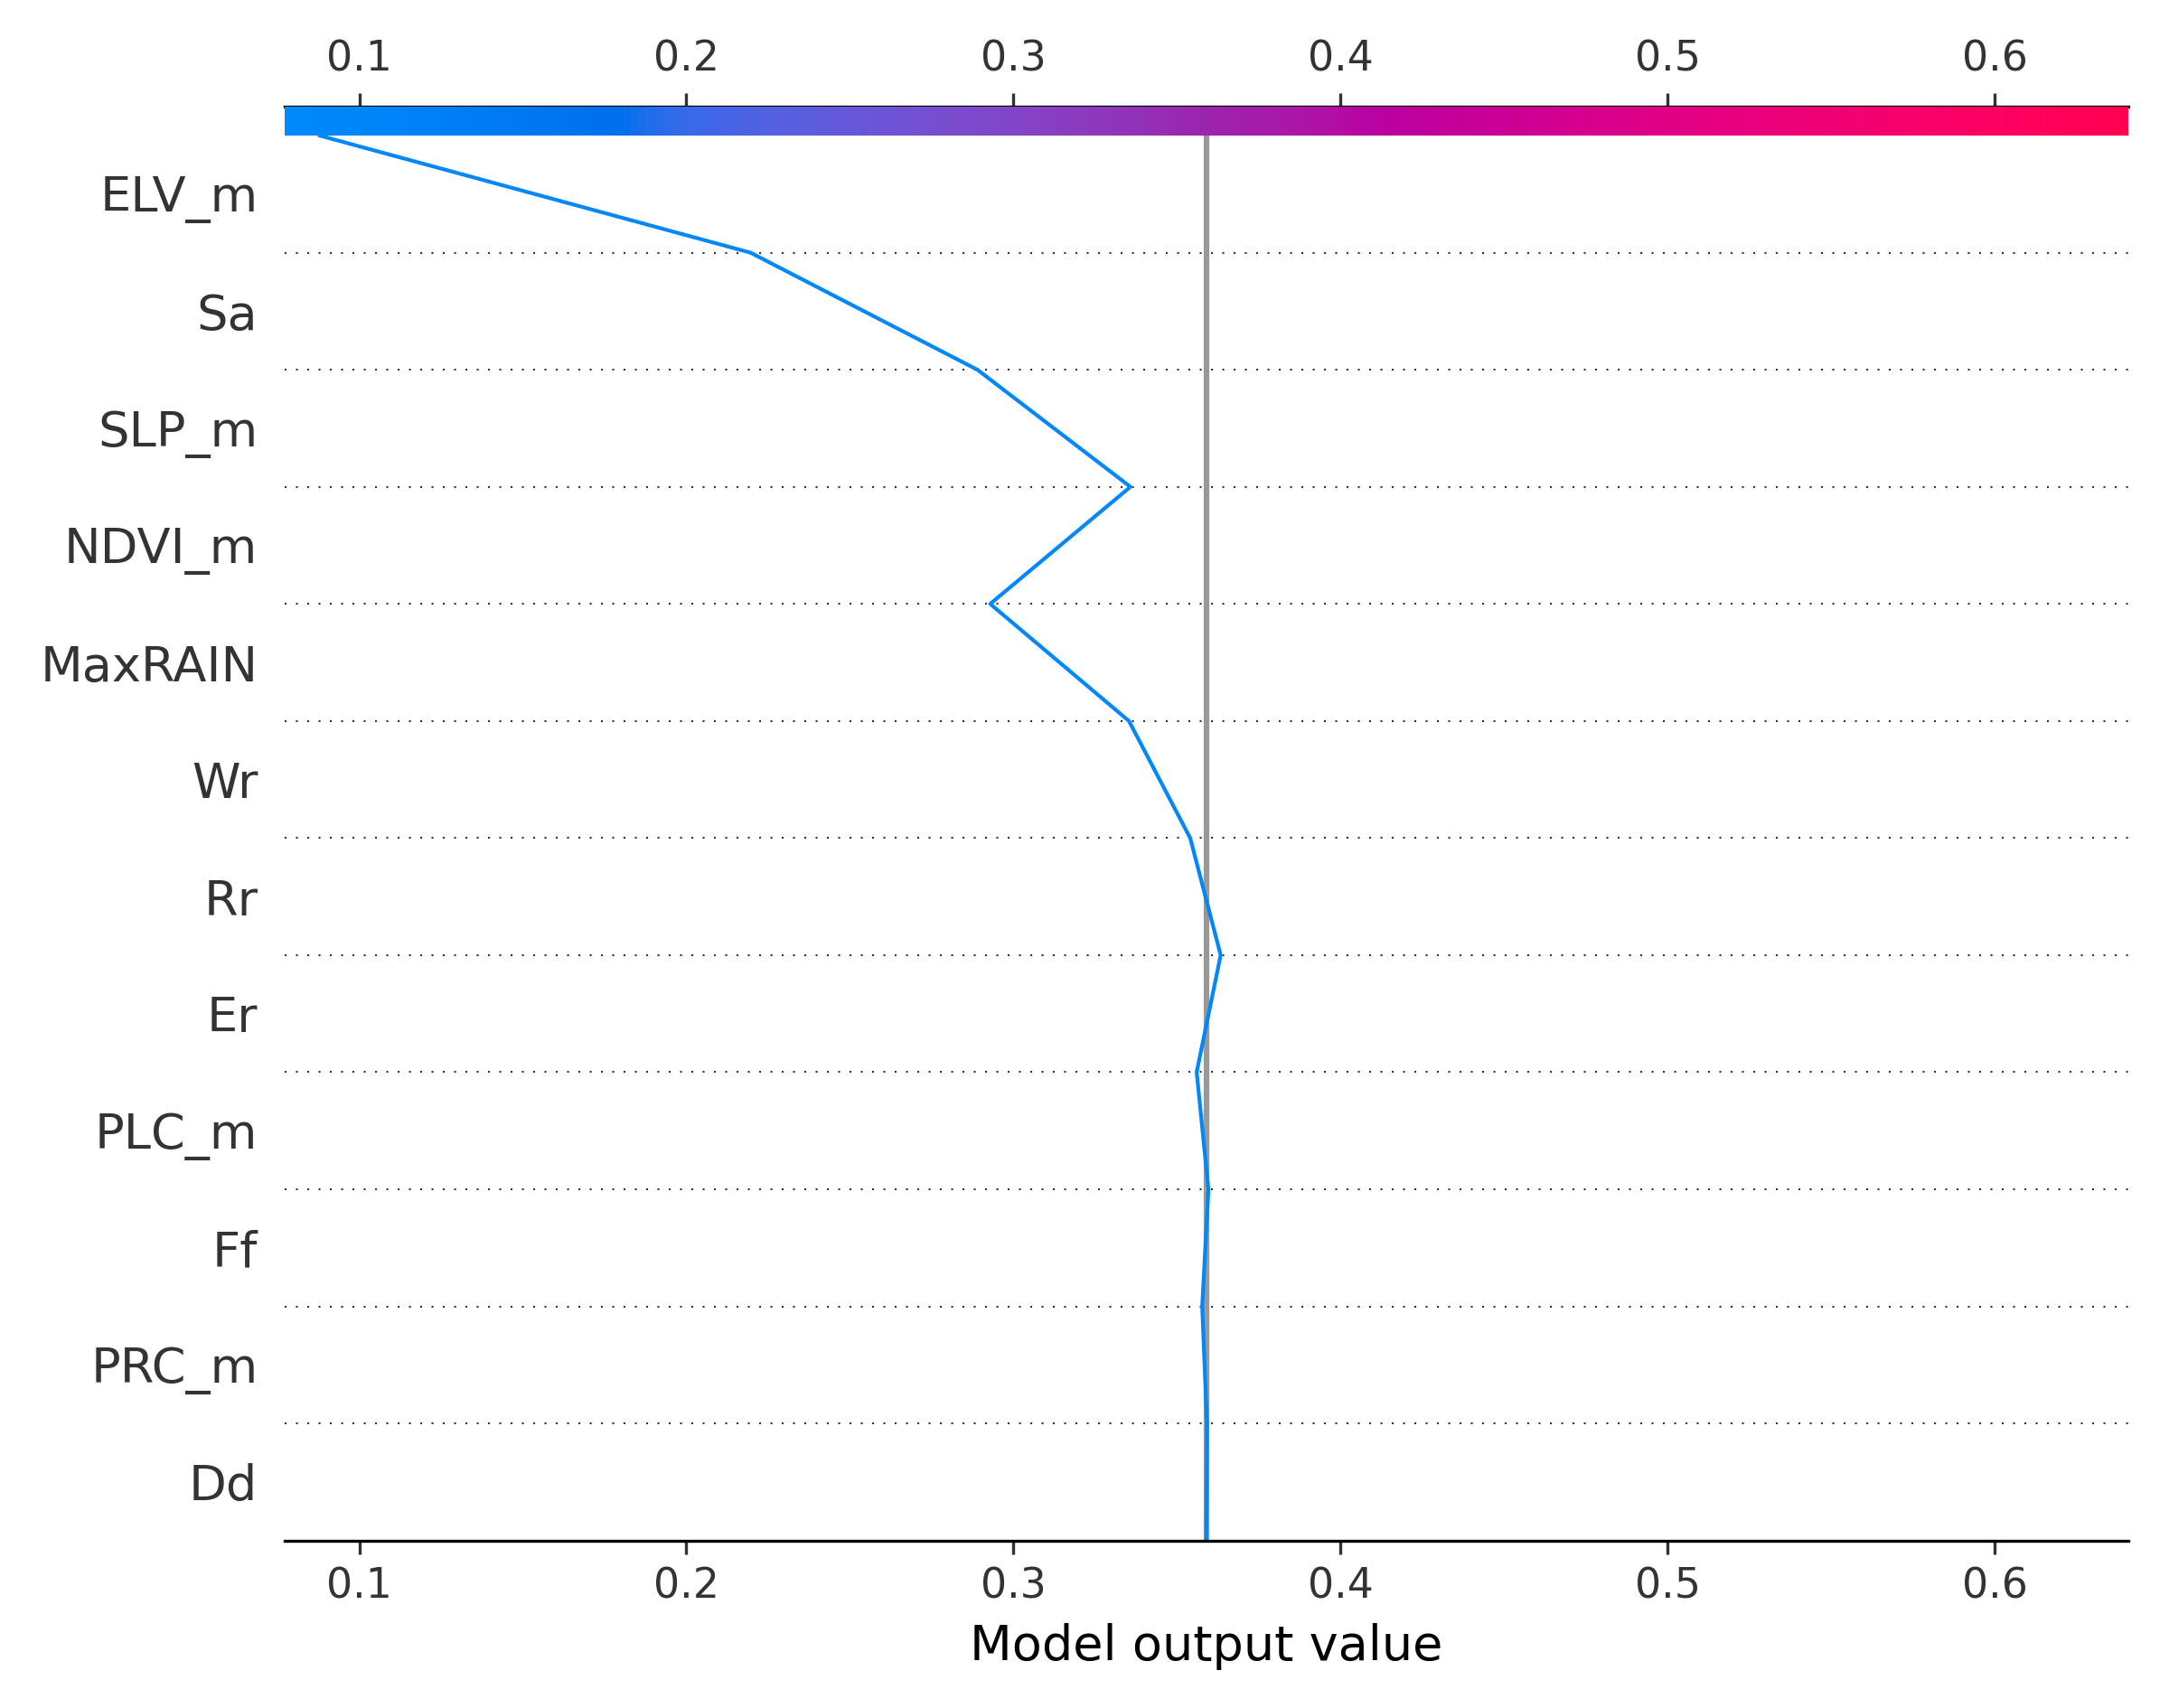 0.1 0.2 0.3 0.4 0.5 0.6
ELV_m
Sa
SLP_m
NDVI_m
MaxRAIN
Wr
Rr
Er
PLC_m
Ff
PRC_m
Dd
0.1 0.2 0.3 0.4 0.5 0.6
Model output value